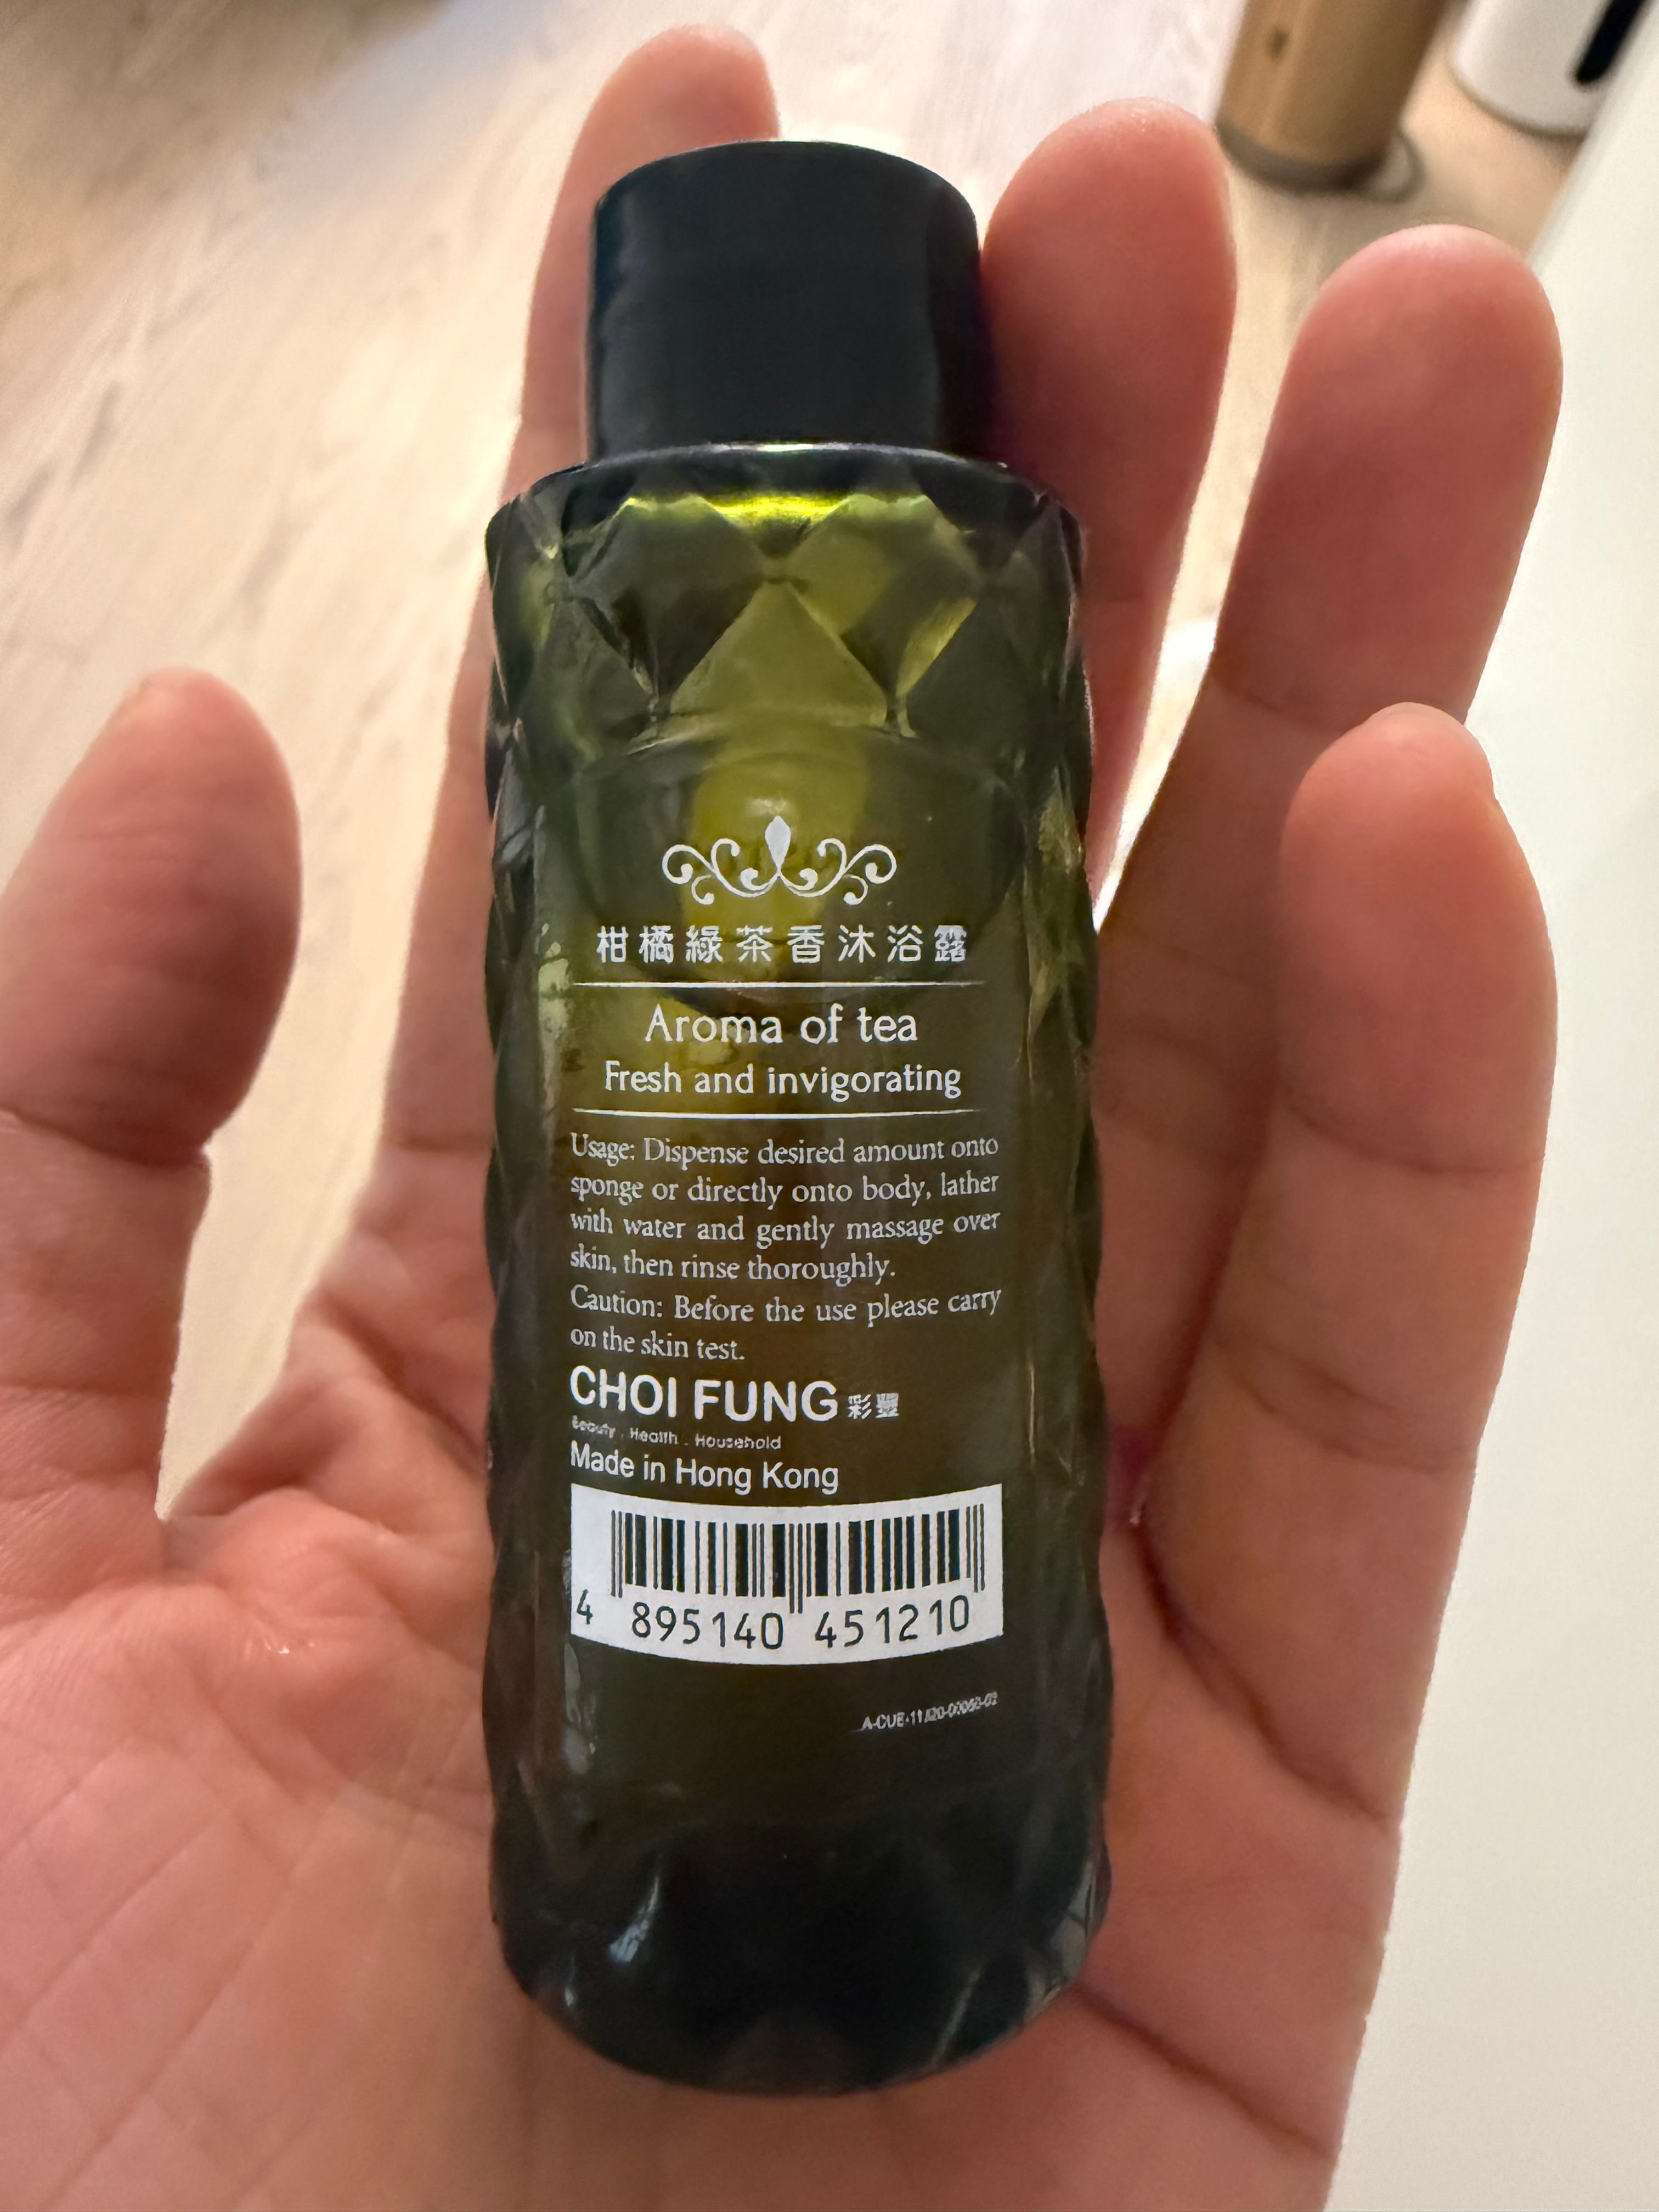 柑橘綠茶香沐浴露
Aroma of tea
Fresh and invigorating
Usage: Dispense desired amount onto
sponge or directly onto body, lather
with water and gently massage over
skin, then rinse thoroughly.
Caution: Before the use please carry
on the skin test.
CHOI FUNG 彩豐
Beauty . Health . Household
Made in Hong Kong
4 895140 451210